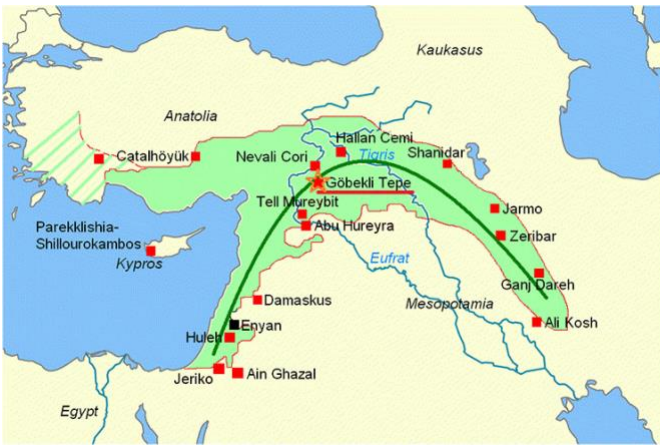 Kaukasus
Anatolia
Hallan Cemi
Catalhöyük
Nevali Cori
Tigris
Shanidar
Göbekli Tepe
Tell Mureybit
Jarmo
Parekklishia-
Shillourokambos
Abu Hureyra
Zeribar
Kypros
Eufrat
Ganj Dareh
Damaskus
Mesopotamia
Enyan
Ali Kosh
Huleh
Jeriko
Ain Ghazal
Egypt